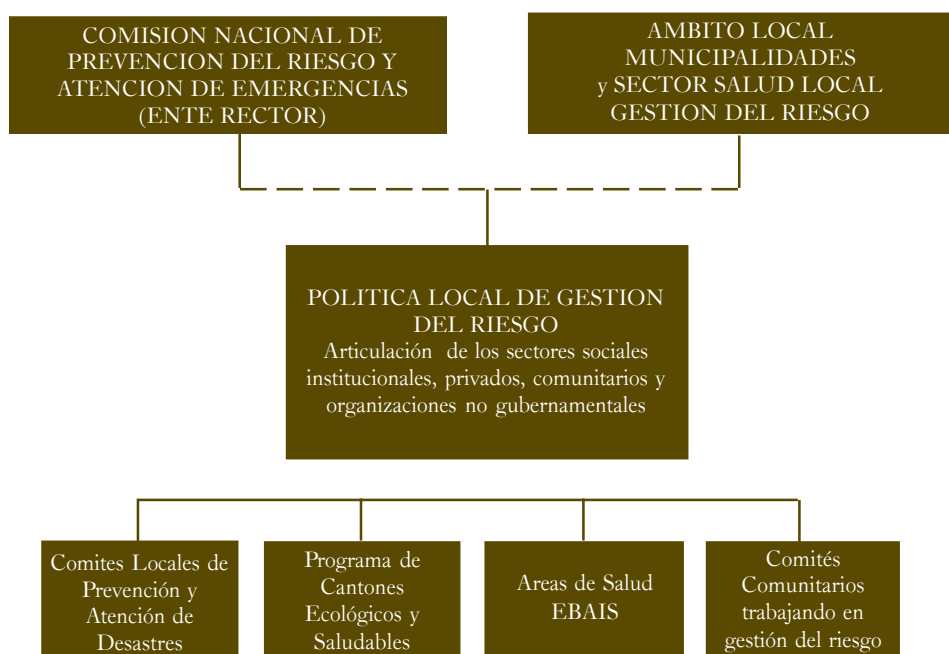 COMISION NACIONAL DE
PREVENCION DEL RIESGO Y
ATENCION DE EMERGENCIAS
(ENTE RECTOR)
AMBITO LOCAL
MUNICIPALIDADES
y SECTOR SALUD LOCAL
GESTION DEL RIESGO
POLITICA LOCAL DE GESTION
DEL RIESGO
Articulación de los sectores sociales
institucionales, privados, comunitarios y
organizaciones no gubernamentales
Comites Locales de
Prevención y
Atención de
Desastres
Programa de
Cantones
Ecológicos y
Saludables
Areas de Salud
EBAIS
Comités
Comunitarios
trabajando en
gestión del riesgo